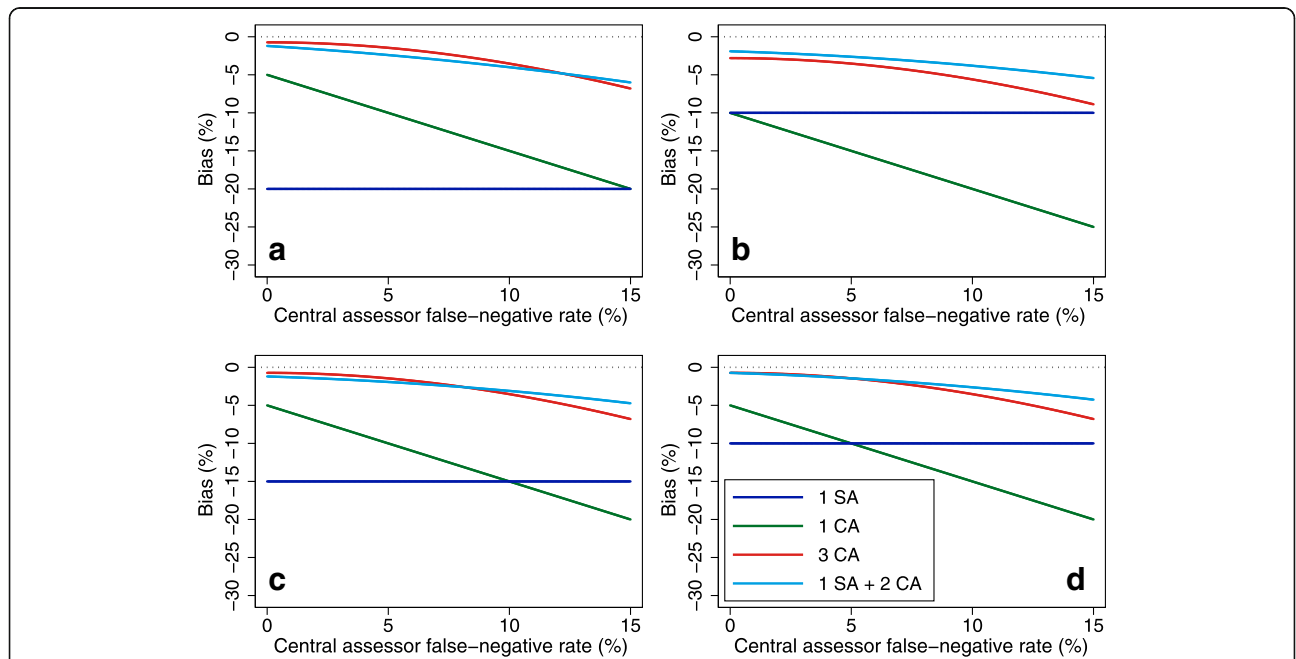 Bias (%)
0
−5
−10
−15
−20
−25
−30
a
0 5 10 15
Central assessor false−negative rate (%)
Bias (%)
0
−5
−10
−15
−20
−25
−30
b
0 5 10 15
Central assessor false−negative rate (%)
Bias (%)
0
−5
−10
−15
−20
−25
−30
c
0 5 10 15
Central assessor false−negative rate (%)
Bias (%)
0
−5
−10
−15
−20
−25
−30
1 SA
1 CA
3 CA
1 SA + 2 CA
d
0 5 10 15
Central assessor false−negative rate (%)